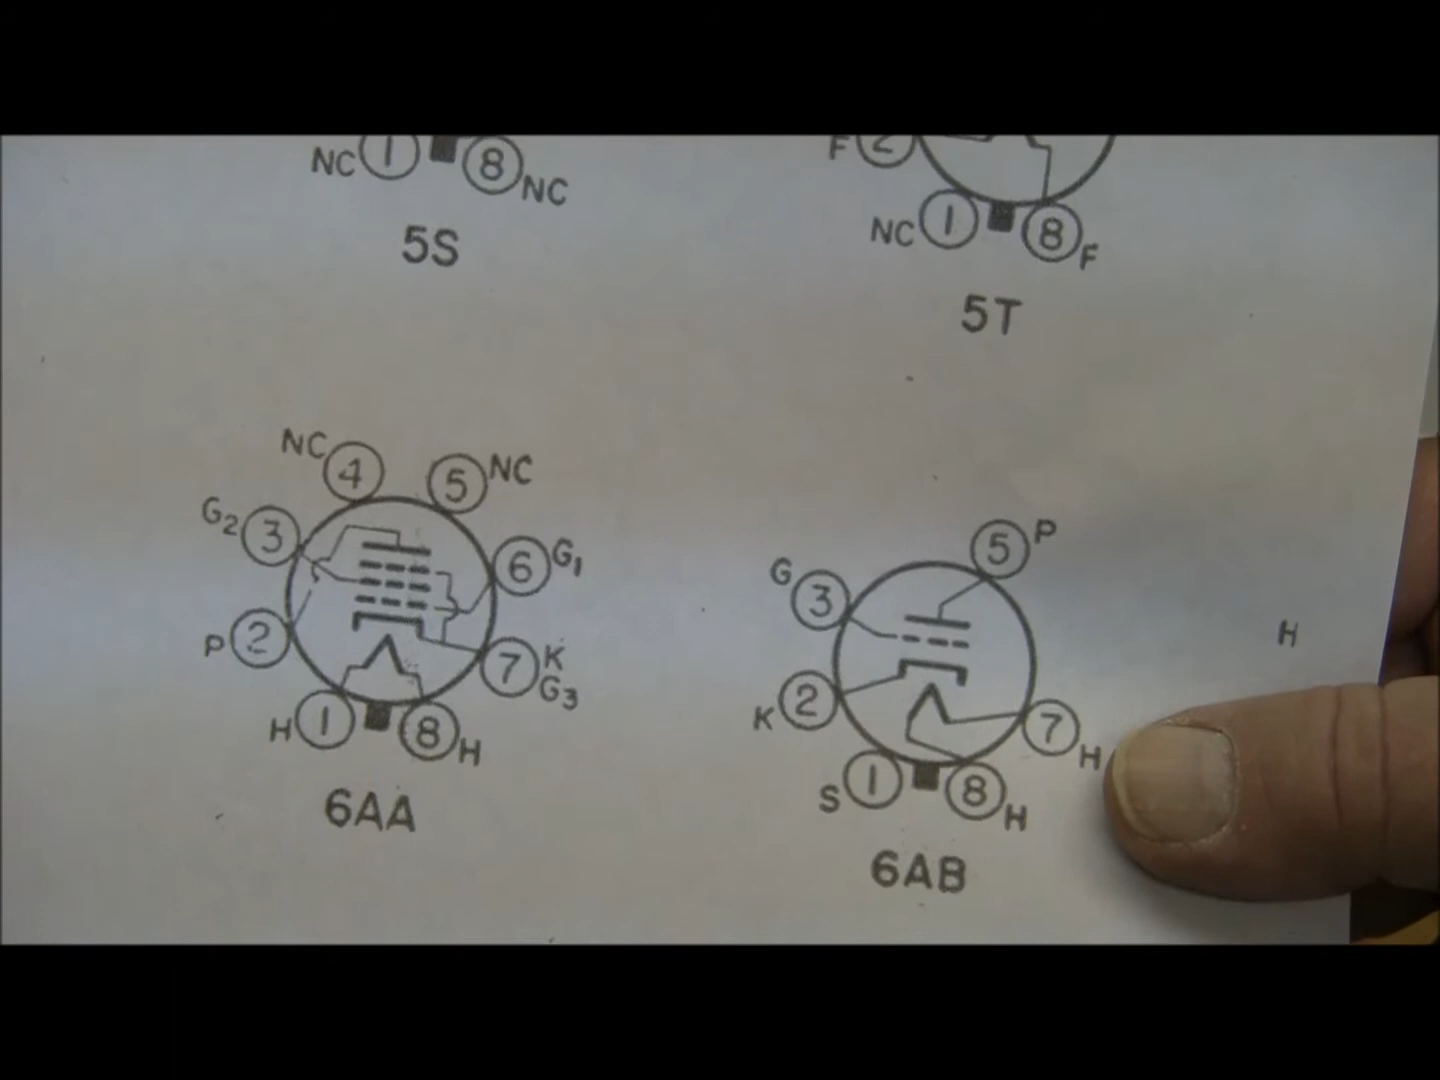 NC 1 8 NC
5S
F 2
NC 1 8 F
5T
NC 4 5 NC
G2 3 6 G1
P 2 7 K
G3
H 1 8 H
6AA
5 P
G 3
K 2 7 H
S 1 8 H
6AB
H